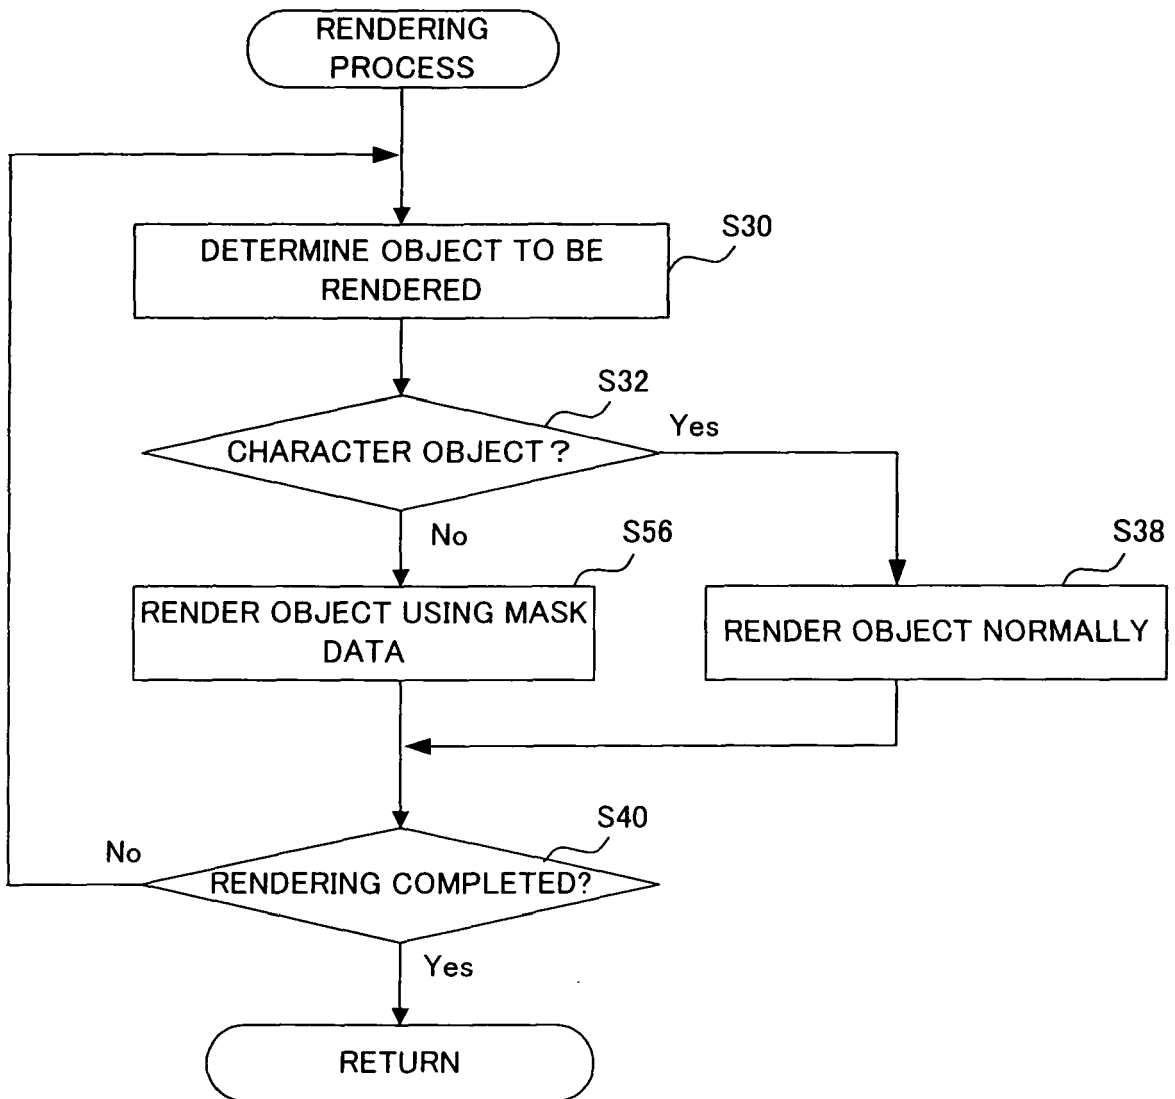 RENDERING
PROCESS
S30
DETERMINE OBJECT TO BE
RENDERED
S32
CHARACTER OBJECT?
Yes
No
S56
S38
RENDER OBJECT USING MASK
DATA
RENDER OBJECT NORMALLY
S40
No
RENDERING COMPLETED?
Yes
RETURN